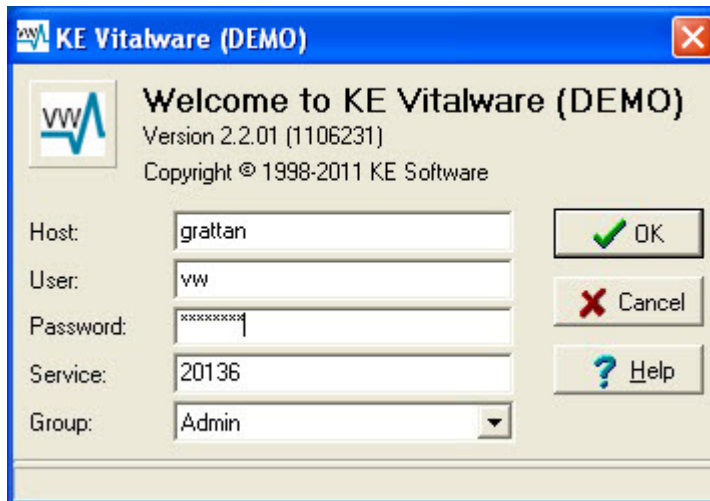 KE Vitalware (DEMO)
vw
Welcome to KE Vitalware (DEMO)
Version 2.2.01 (1106231)
Copyright © 1998-2011 KE Software
Host: grattan OK
User: vw
Cancel
Password: ********
Service: 20136 Help
Group: Admin